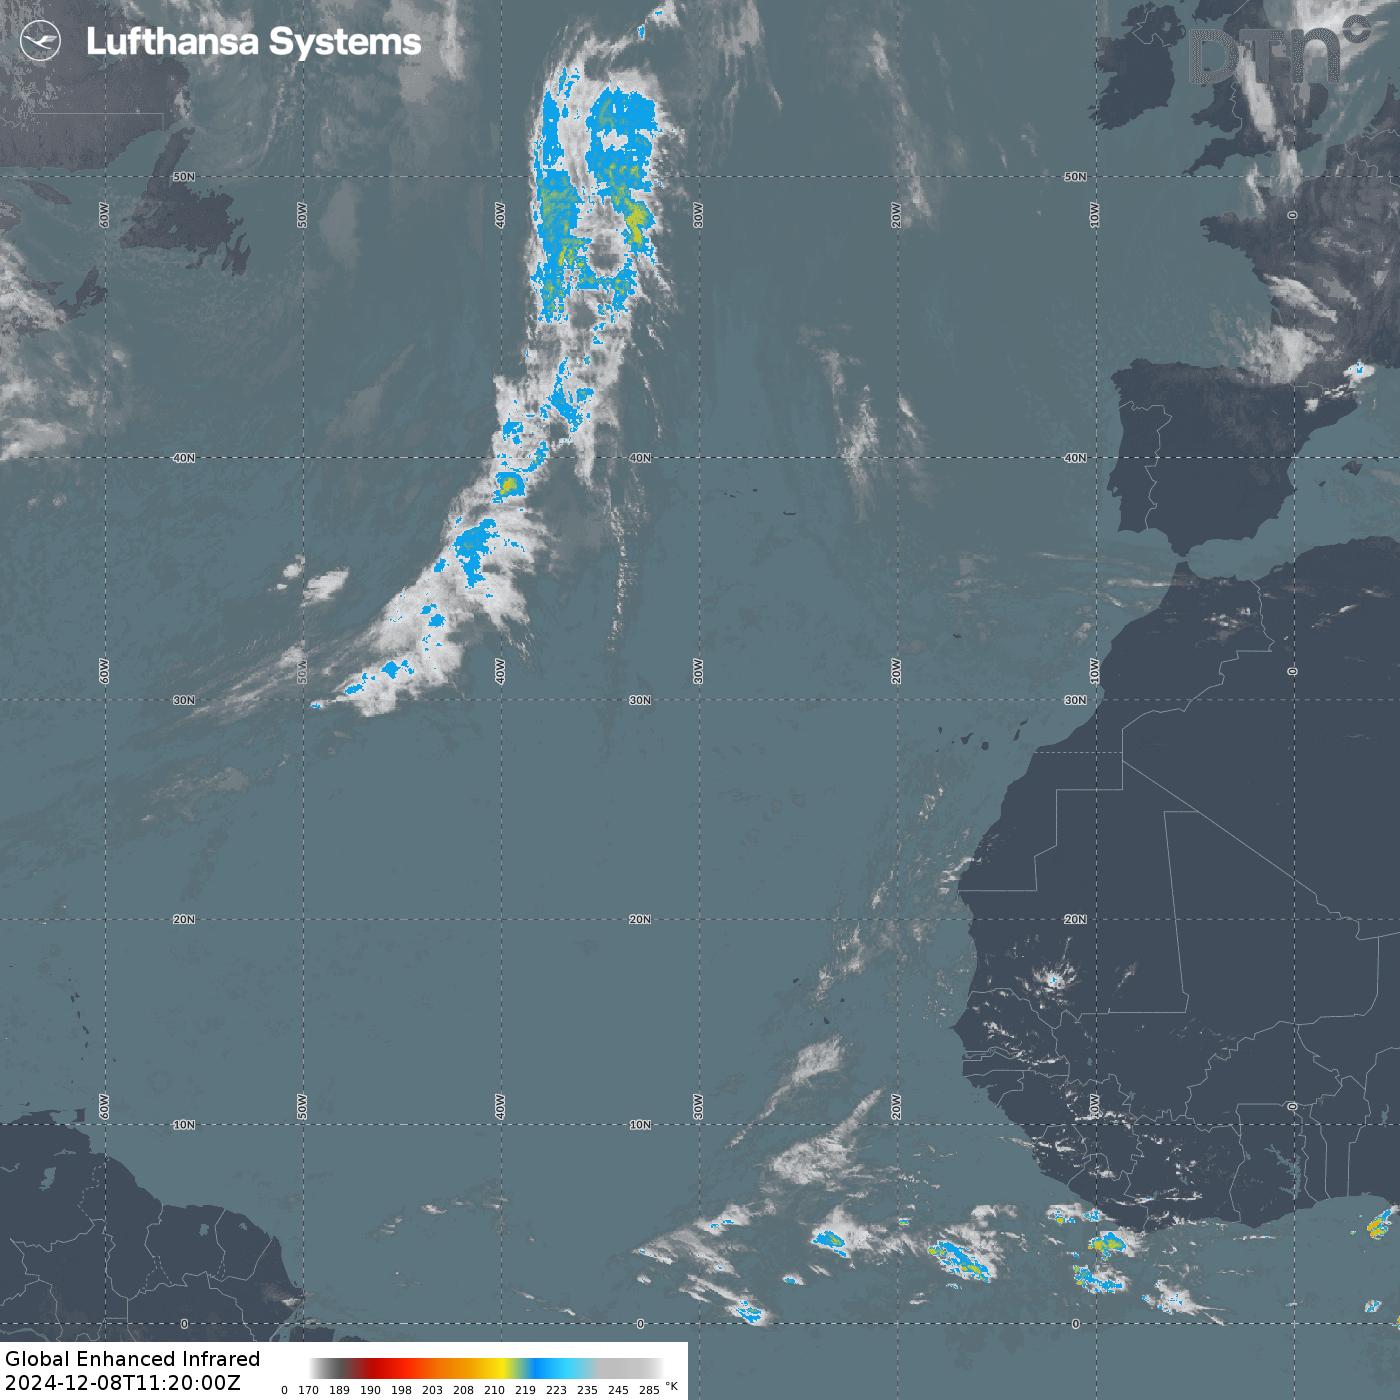 Lufthansa Systems
DTN
50N 50N
60W 50W 40W 30W 20W 10W 0
40N 40N 40N
60W 50W 40W 30W 20W 10W 0
30N 30N 30N
20N 20N 20N
60W 50W 40W 30W 20W 10W 0
10N 10N 10N
0 0 0
Global Enhanced Infrared
2024-12-08T11:20:00Z
0 170 189 190 198 203 208 210 219 223 235 245 285 °K